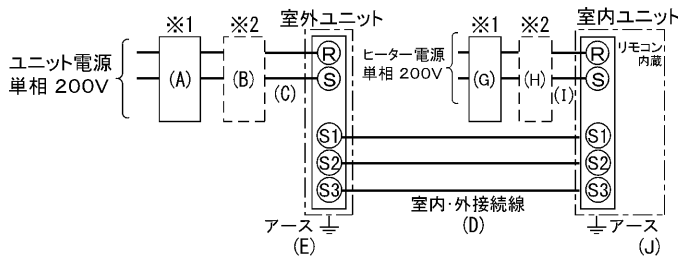 ※1
※2
室外ユニット
ユニット電源
単相 200V
(A)
(B)
(C)
R
S
S1
S2
S3
アース
(E)
室内・外接続線
(D)
※1
※2
室内ユニット
ヒーター電源
単相 200V
(G)
(H)
(I)
R
S
リモコン
内蔵
S1
S2
S3
アース
(J)